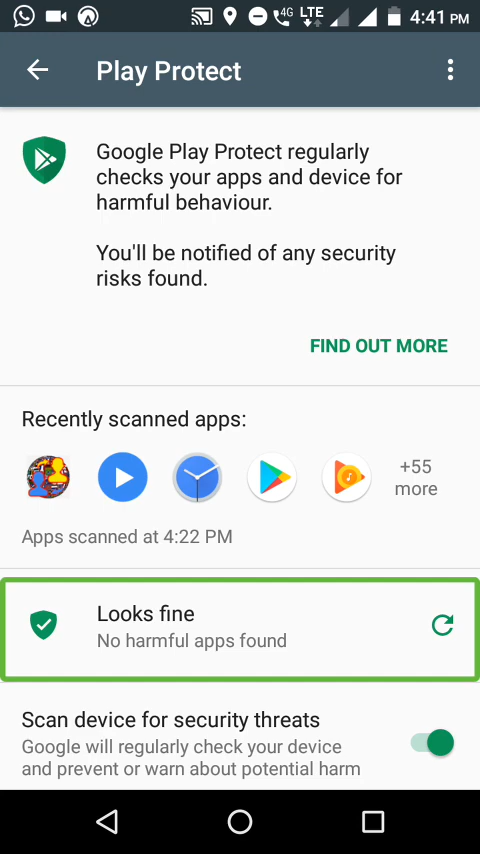 4G LTE 4:41 PM
Play Protect
Google Play Protect regularly
checks your apps and device for
harmful behaviour.
You'll be notified of any security
risks found.
FIND OUT MORE
Recently scanned apps:
+55
more
Apps scanned at 4:22 PM
Looks fine
No harmful apps found
Scan device for security threats
Google will regularly check your device
and prevent or warn about potential harm